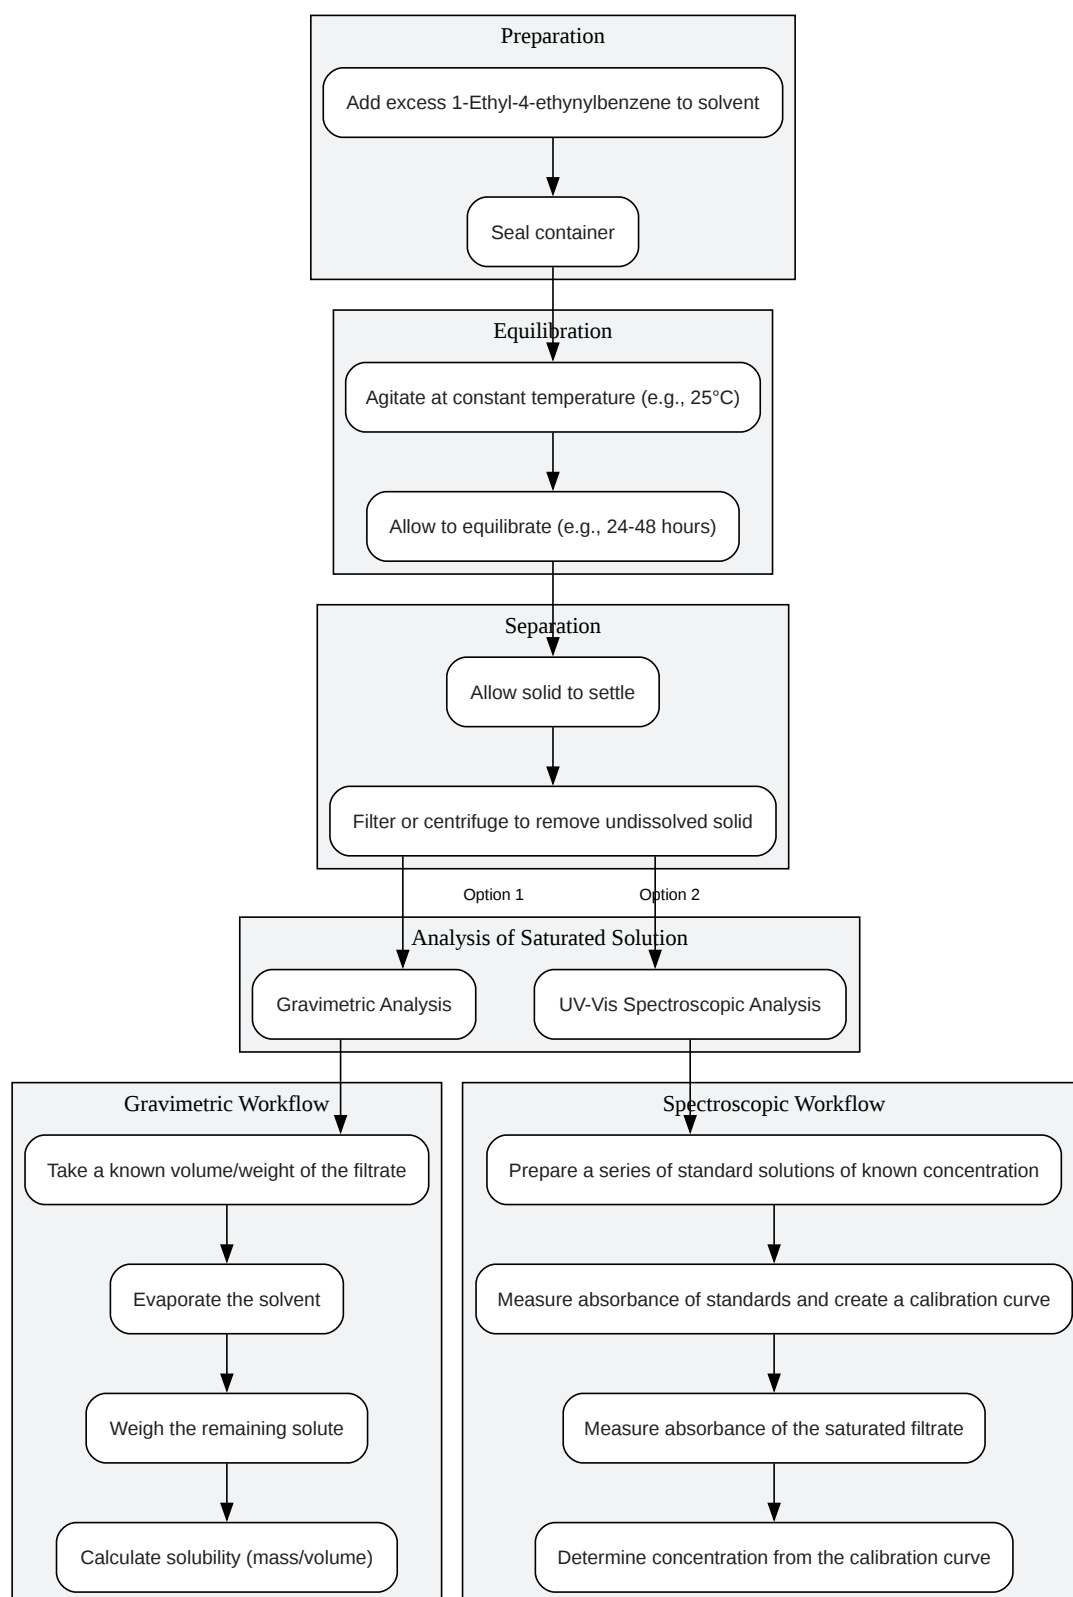 Preparation
Add excess 1-Ethyl-4-ethynylbenzene to solvent
Seal container
Equilibration
Agitate at constant temperature (e.g., 25°C)
Allow to equilibrate (e.g., 24-48 hours)
Separation
Allow solid to settle
Filter or centrifuge to remove undissolved solid
Option 1
Option 2
Analysis of Saturated Solution
Gravimetric Analysis
UV-Vis Spectroscopic Analysis
Gravimetric Workflow
Take a known volume/weight of the filtrate
Evaporate the solvent
Weigh the remaining solute
Calculate solubility (mass/volume)
Spectroscopic Workflow
Prepare a series of standard solutions of known concentration
Measure absorbance of standards and create a calibration curve
Measure absorbance of the saturated filtrate
Determine concentration from the calibration curve